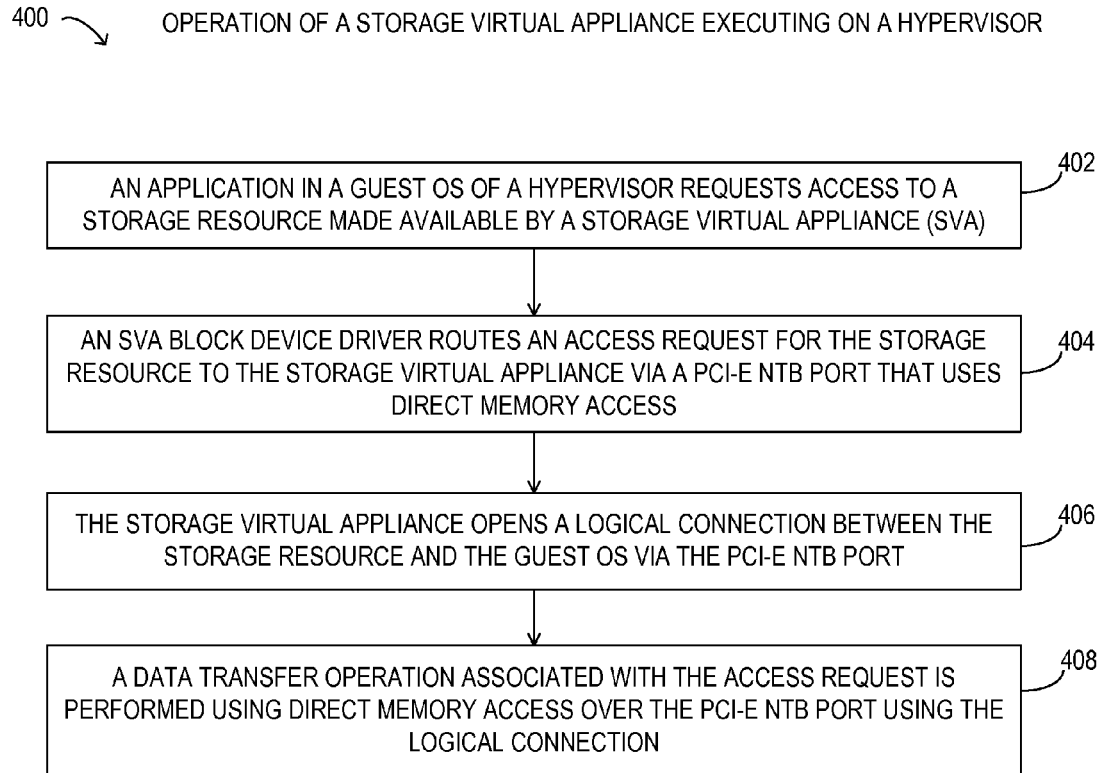 400
OPERATION OF A STORAGE VIRTUAL APPLIANCE EXECUTING ON A HYPERVISOR
402
AN APPLICATION IN A GUEST OS OF A HYPERVISOR REQUESTS ACCESS TO A
STORAGE RESOURCE MADE AVAILABLE BY A STORAGE VIRTUAL APPLIANCE (SVA)
404
AN SVA BLOCK DEVICE DRIVER ROUTES AN ACCESS REQUEST FOR THE STORAGE
RESOURCE TO THE STORAGE VIRTUAL APPLIANCE VIA A PCI-E NTB PORT THAT USES
DIRECT MEMORY ACCESS
406
THE STORAGE VIRTUAL APPLIANCE OPENS A LOGICAL CONNECTION BETWEEN THE
STORAGE RESOURCE AND THE GUEST OS VIA THE PCI-E NTB PORT
408
A DATA TRANSFER OPERATION ASSOCIATED WITH THE ACCESS REQUEST IS
PERFORMED USING DIRECT MEMORY ACCESS OVER THE PCI-E NTB PORT USING THE
LOGICAL CONNECTION